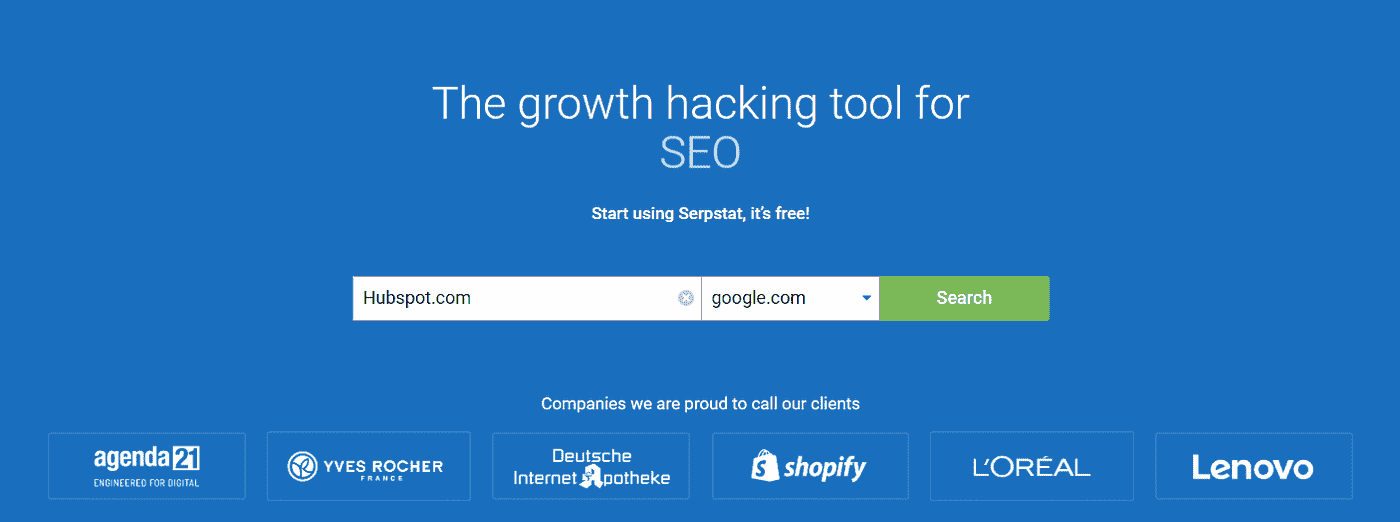 The growth hacking tool for
SEO
Start using Serpstat, it’s free!
Hubspot.com
google.com
Search
Companies we are proud to call our clients
agenda21
ENGINEERED FOR DIGITAL
YVES ROCHER
FRANCE
Deutsche
Internet Apotheke
shopify
L'ORÉAL
Lenovo